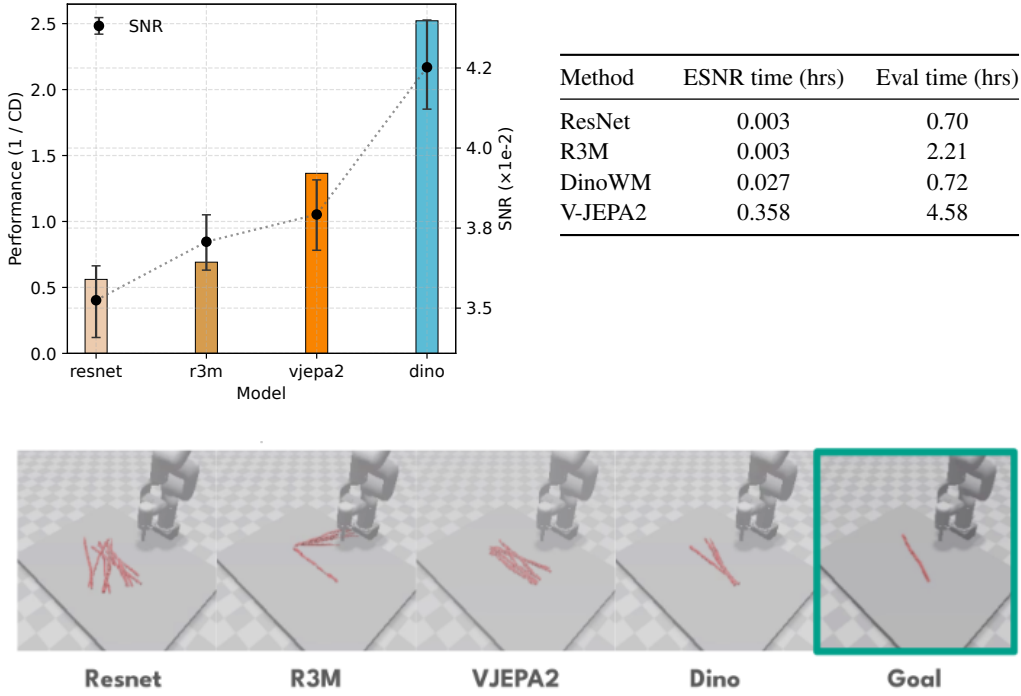 SNR
Performance (1 / CD)
2.5
2.0
1.5
1.0
0.5
0.0
4.2
4.0
3.8
3.5
SNR (×1e-2)
resnet r3m vjepa2 dino
Model
Method ESNR time (hrs) Eval time (hrs)
ResNet 0.003 0.70
R3M 0.003 2.21
DinoWM 0.027 0.72
V-JEPA2 0.358 4.58
Resnet R3M VJEPA2 Dino Goal